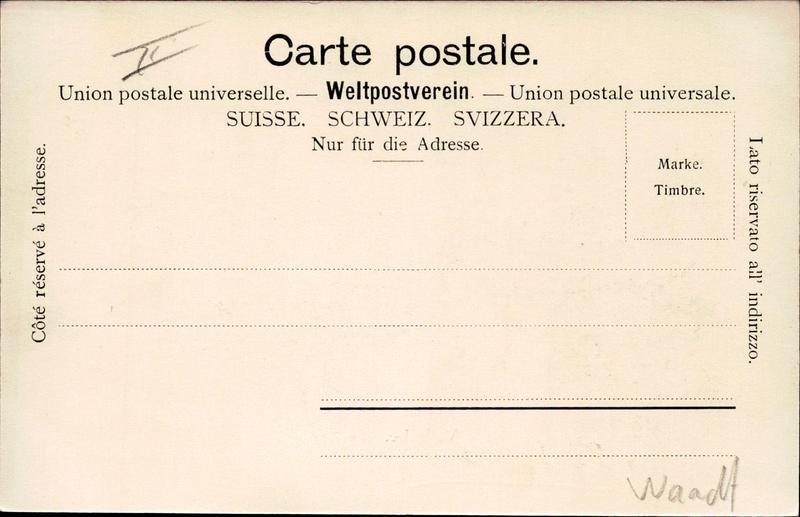 II
Carte postale.
Union postale universelle. — Weltpostverein. — Union postale universale.
SUISSE. SCHWEIZ. SVIZZERA.
Nur für die Adresse.
Marke.
Timbre.
Côté réservé à l'adresse.
Lato riservato all' indirizzo.
Waadt